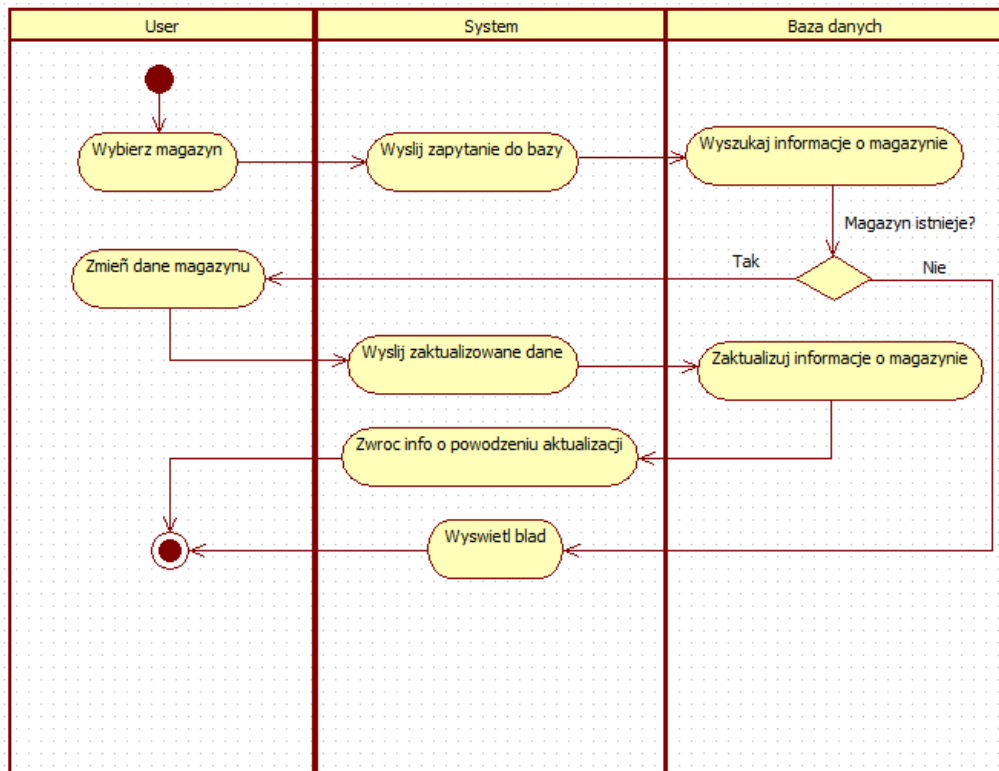 User
System
Baza danych
Wybierz magazyn
Wyslij zapytanie do bazy
Wyszukaj informacje o magazynie
Magazyn istnieje?
Zmieñ dane magazynu
Tak
Nie
Wyslij zaktualizowane dane
Zaktualizuj informacje o magazynie
Zwroc info o powodzeniu aktualizacji
Wyswietl blad